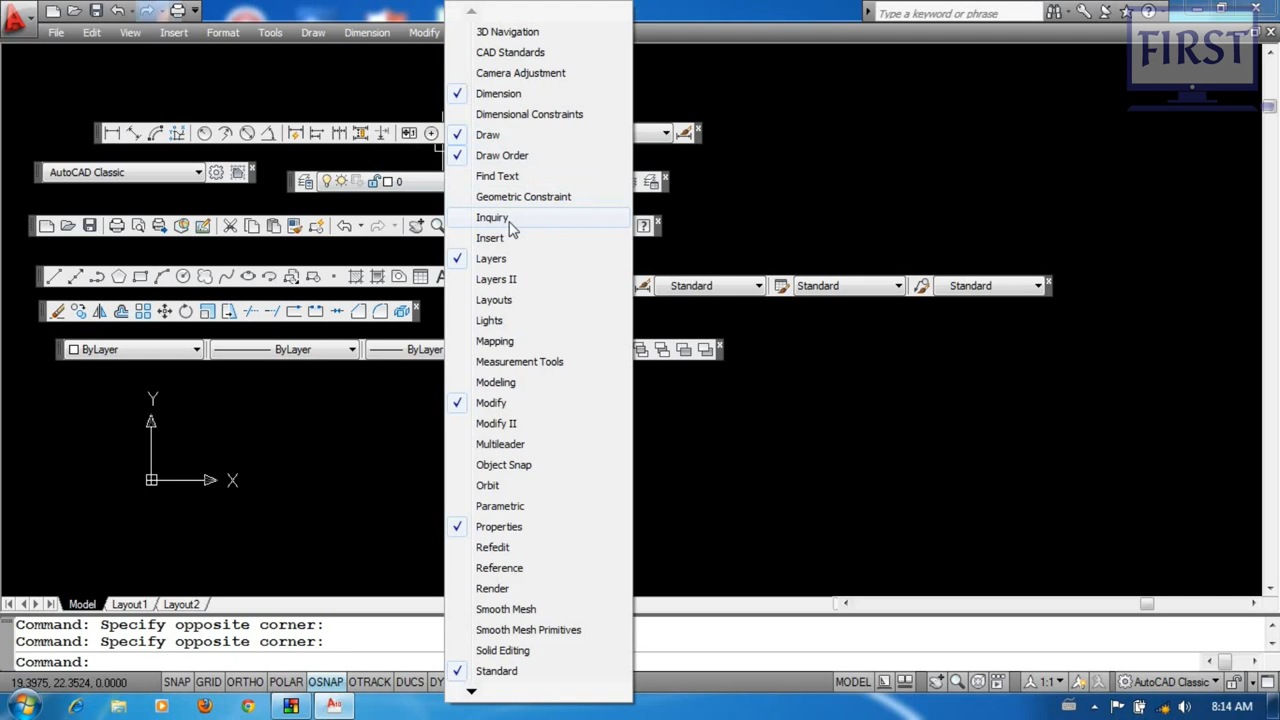 Type a keyword or phrase
FIRST
File Edit View Insert Format Tools Draw Dimension Modify
3D Navigation
CAD Standards
Camera Adjustment
Dimension
Dimensional Constraints
Draw
Draw Order
Find Text
Geometric Constraint
Inquiry
Insert
Layers
Layers II
Layouts
Lights
Mapping
Measurement Tools
Modeling
Modify
Modify II
Multileader
Object Snap
Orbit
Parametric
Properties
Refedit
Reference
Render
Smooth Mesh
Smooth Mesh Primitives
Solid Editing
Standard
AutoCAD Classic
0
A
Standard Standard Standard
ByLayer ByLayer ByLayer
Y
X
Model Layout1 Layout2
Command: Specify opposite corner:
Command: Specify opposite corner:
Command:
19.3975, 22.3524, 0.0000 SNAP GRID ORTHO POLAR OSNAP OTRACK DUCS DY MODEL 1:1 AutoCAD Classic
8:14 AM